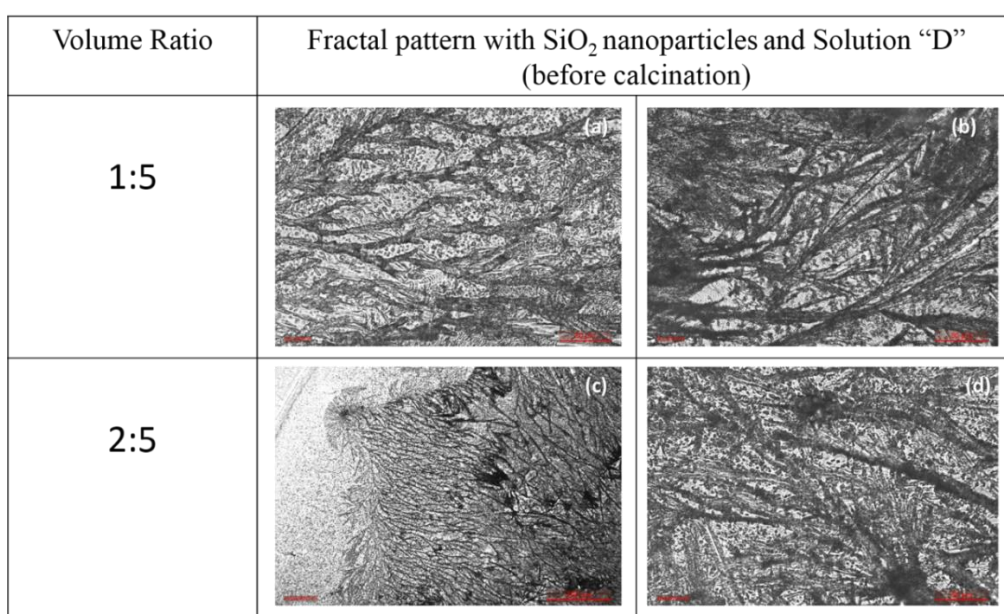 Volume Ratio
Fractal pattern with SiO₂ nanoparticles and Solution “D”
(before calcination)
1:5
(a)
(b)
2:5
(c)
(d)